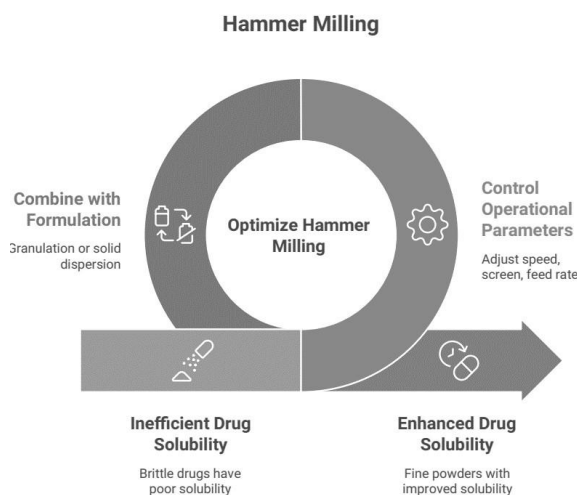 Hammer Milling
Combine with
Formulation
Granulation or solid
dispersion
Optimize Hammer
Milling
Control
Operational
Parameters
Adjust speed,
screen, feed rate
Inefficient Drug
Solubility
Brittle drugs have
poor solubility
Enhanced Drug
Solubility
Fine powders with
improved solubility